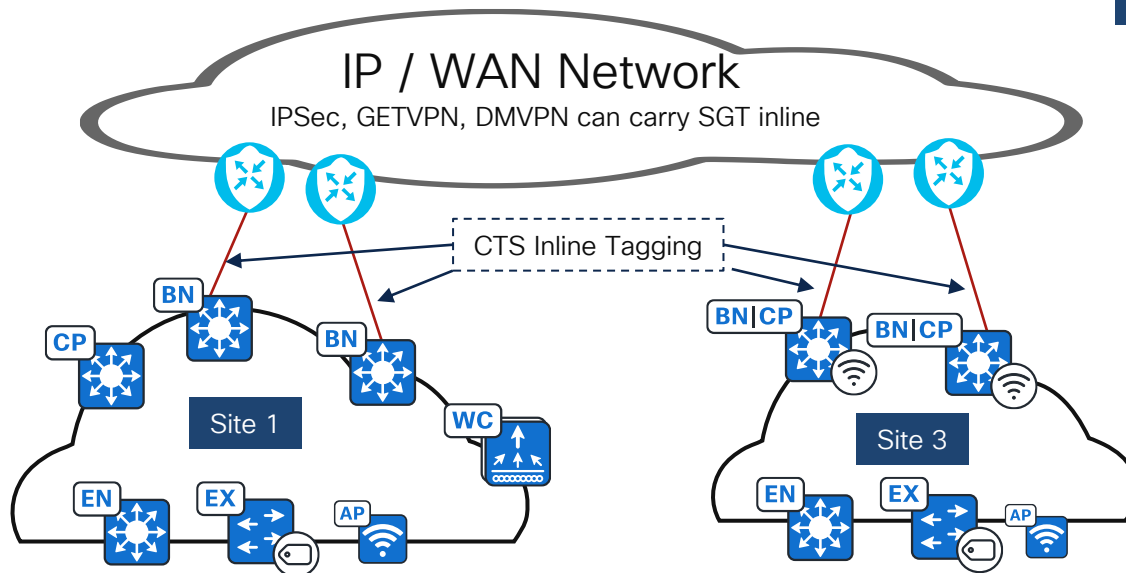 IP / WAN Network
IPSec, GETVPN, DMVPN can carry SGT inline
CTS Inline Tagging
BN
BN
CP
WC
Site 1
EN
EX
AP
BN|CP
BN|CP
Site 3
EN
EX
AP